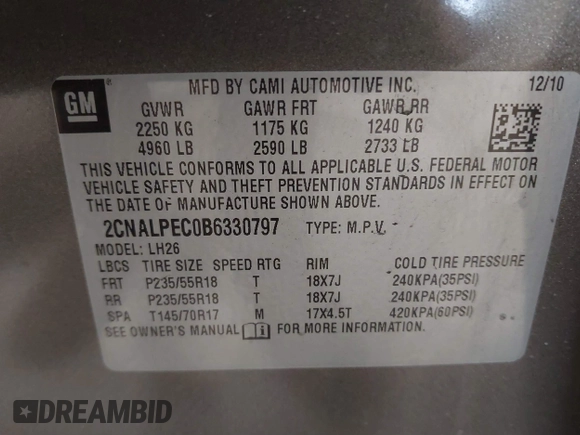 GM
MFD BY CAMI AUTOMOTIVE INC. 12/10
GVWR GAWR FRT GAWR RR
2250 KG 1175 KG 1240 KG
4960 LB 2590 LB 2733 LB
THIS VEHICLE CONFORMS TO ALL APPLICABLE U.S. FEDERAL MOTOR
VEHICLE SAFETY AND THEFT PREVENTION STANDARDS IN EFFECT ON
THE DATE OF MANUFACTURE SHOWN ABOVE.
2CNALPEC0B6330797 TYPE: M.P.V.
MODEL: LH26
LBCS TIRE SIZE SPEED RTG RIM COLD TIRE PRESSURE
FRT P235/55R18 T 18X7J 240KPA(35PSI)
RR P235/55R18 T 18X7J 240KPA(35PSI)
SPA T145/70R17 M 17X4.5T 420KPA(60PSI)
SEE OWNER'S MANUAL FOR MORE INFORMATION.
DREAMBID